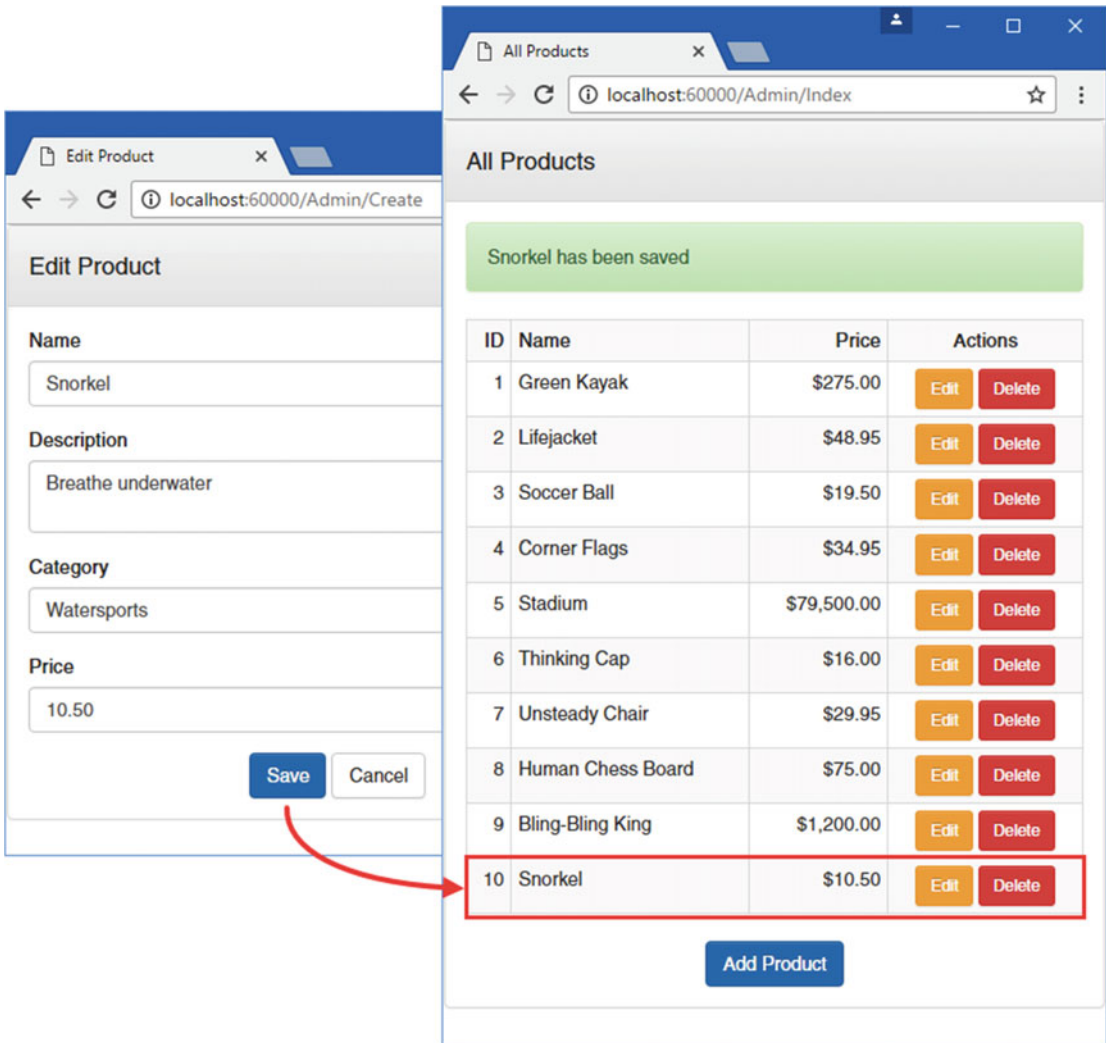 Edit Product
localhost:60000/Admin/Create
Edit Product
Name
Snorkel
Description
Breathe underwater
Category
Watersports
Price
10.50
Save Cancel
All Products
localhost:60000/Admin/Index
All Products
Snorkel has been saved
ID Name Price Actions
1 Green Kayak $275.00 Edit Delete
2 Lifejacket $48.95 Edit Delete
3 Soccer Ball $19.50 Edit Delete
4 Corner Flags $34.95 Edit Delete
5 Stadium $79,500.00 Edit Delete
6 Thinking Cap $16.00 Edit Delete
7 Unsteady Chair $29.95 Edit Delete
8 Human Chess Board $75.00 Edit Delete
9 Bling-Bling King $1,200.00 Edit Delete
10 Snorkel $10.50 Edit Delete
Add Product